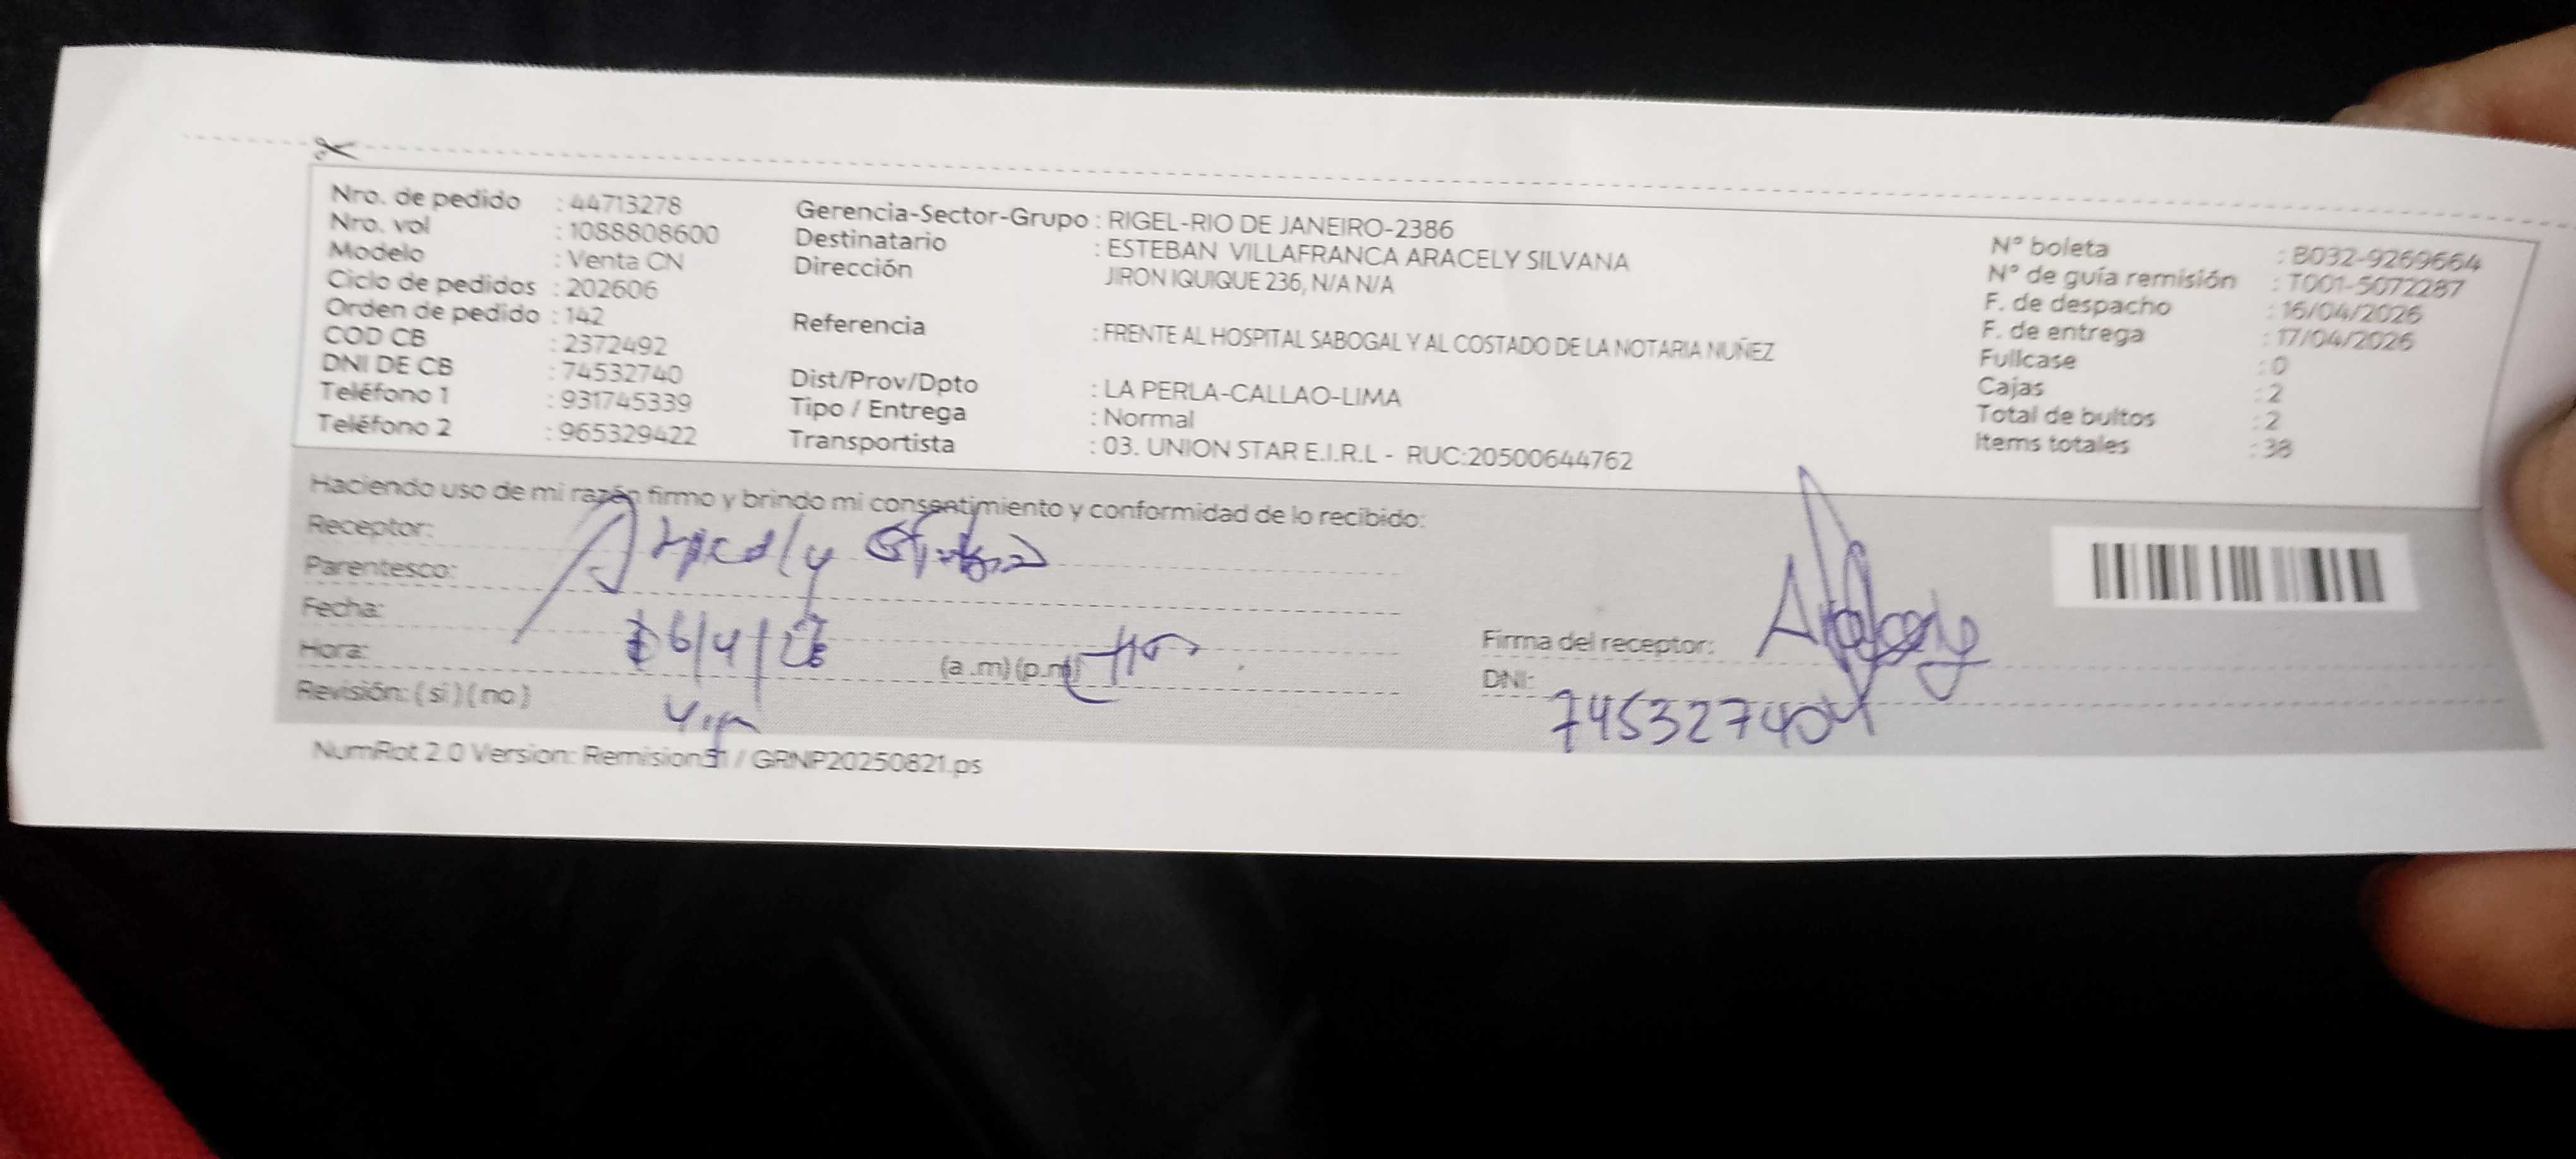 Nro. de pedido : 44713278
Nro. vol : 1088808600
Modelo : Venta CN
Ciclo de pedidos : 202606
Orden de pedido : 142
COD CB : 2372492
DNI DE CB : 74532740
Teléfono 1 : 931745339
Teléfono 2 : 965329422
Gerencia-Sector-Grupo : RIGEL-RIO DE JANEIRO-2386
Destinatario : ESTEBAN VILLAFRANCA ARACELY SILVANA
Dirección JIRON IQUIQUE 236, N/A N/A
Referencia : FRENTE AL HOSPITAL SABOGAL Y AL COSTADO DE LA NOTARIA NUÑEZ
Dist/Prov/Dpto : LA PERLA-CALLAO-LIMA
Tipo / Entrega : Normal
Transportista : 03. UNION STAR E.I.R.L - RUC:20500644762
N° boleta : B032-9269664
N° de guía remisión : T001-5072287
F. de despacho : 16/04/2026
F. de entrega : 17/04/2026
Fullcase : 0
Cajas : 2
Total de bultos : 2
Items totales : 38
Haciendo uso de mi razón firmo y brindo mi consentimiento y conformidad de lo recibido:
Receptor: Aracely
Parentesco:
Fecha:
Hora: (a .m) (p.m)
Revisión: ( si ) ( no )
Firma del receptor:
DNI: 74532740
NumRot 2.0 Version: Remision31 / GRNP20250821.ps